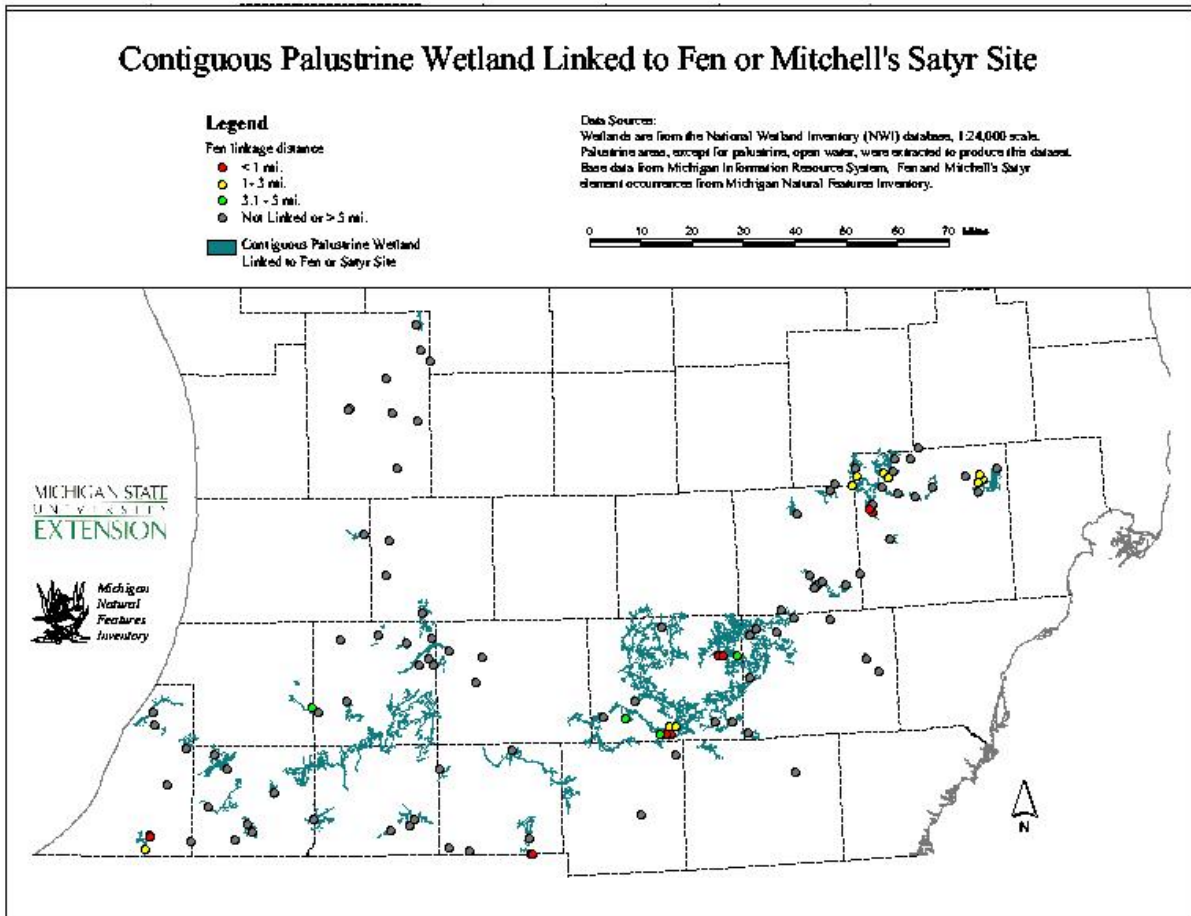 Contiguous Palustrine Wetland Linked to Fen or Mitchell's Satyr Site
Legend
Fen linkage distance
< 1 mi.
1 - 3 mi.
3.1 - 5 mi.
Not Linked or > 5 mi.
Contiguous Palustrine Wetland
Linked to Fen or Satyr Site
Data Sources:
Wetlands are from the National Wetland Inventory (NWI) database, 1:24,000 scale.
Palustrine areas, except for palustrine, open water, were extracted to produce this dataset.
Base data from Michigan Information Resource System, Fen and Mitchell's Satyr
element occurrences from Michigan Natural Features Inventory.
0 10 20 30 40 50 60 70 Miles
MICHIGAN STATE
UNIVERSITY
EXTENSION
Michigan
Natural
Features
Inventory
N